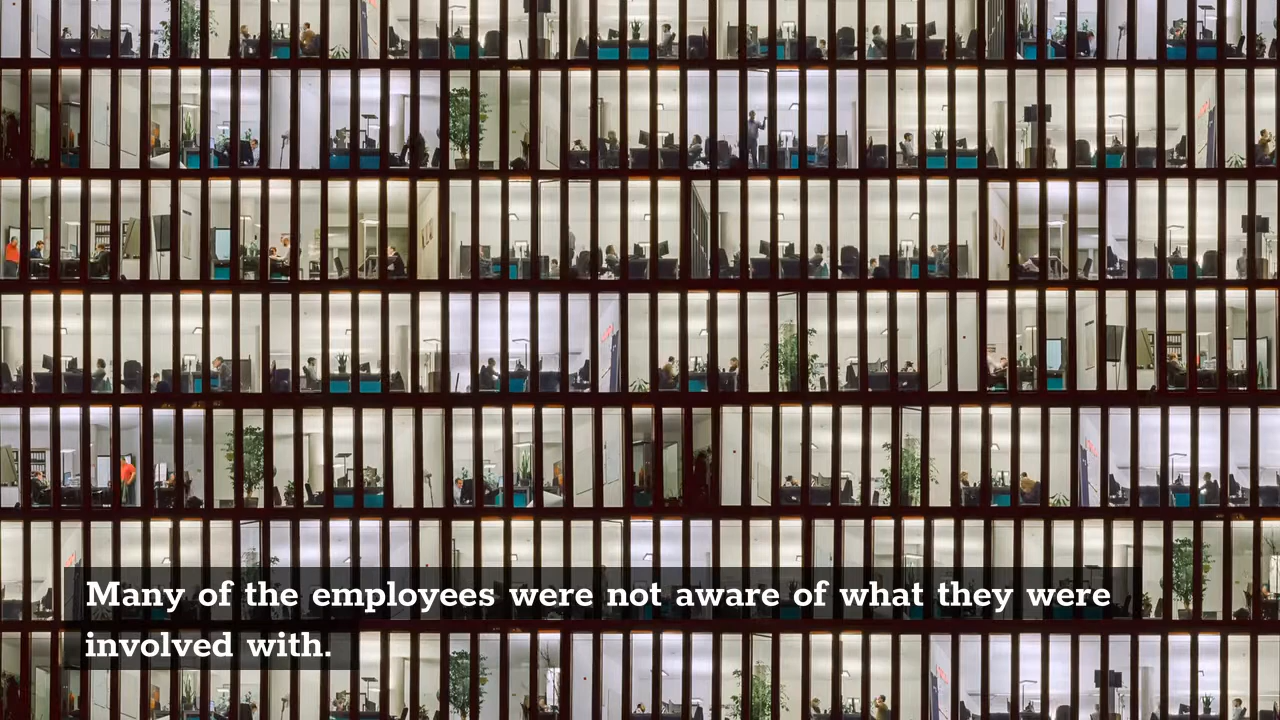 Many of the employees were not aware of what they were
involved with.